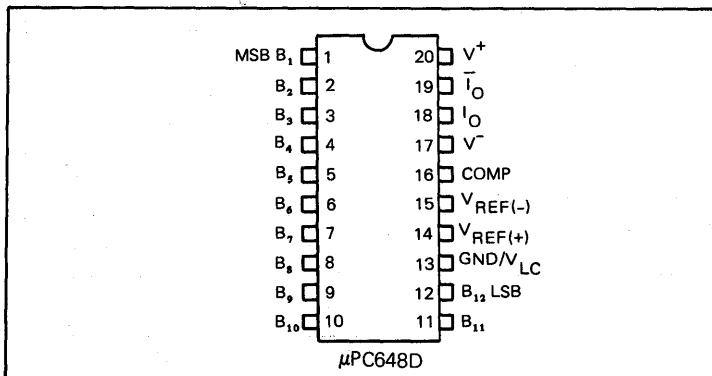 MSB B₁ 1 20 V⁺
B₂ 2 19 I̅O
B₃ 3 18 IO
B₄ 4 17 V⁻
B₅ 5 16 COMP
B₆ 6 15 VREF(-)
B₇ 7 14 VREF(+)
B₈ 8 13 GND/VLC
B₉ 9 12 B₁₂ LSB
B₁₀ 10 11 B₁₁
μPC648D